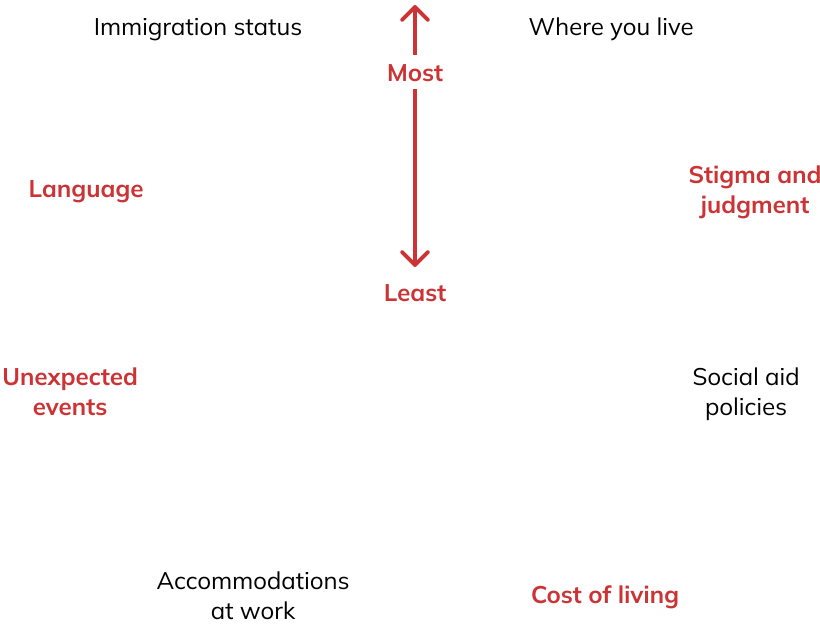 Immigration status
Where you live
Most
Language
Stigma and
judgment
Least
Unexpected
events
Social aid
policies
Accommodations
at work
Cost of living